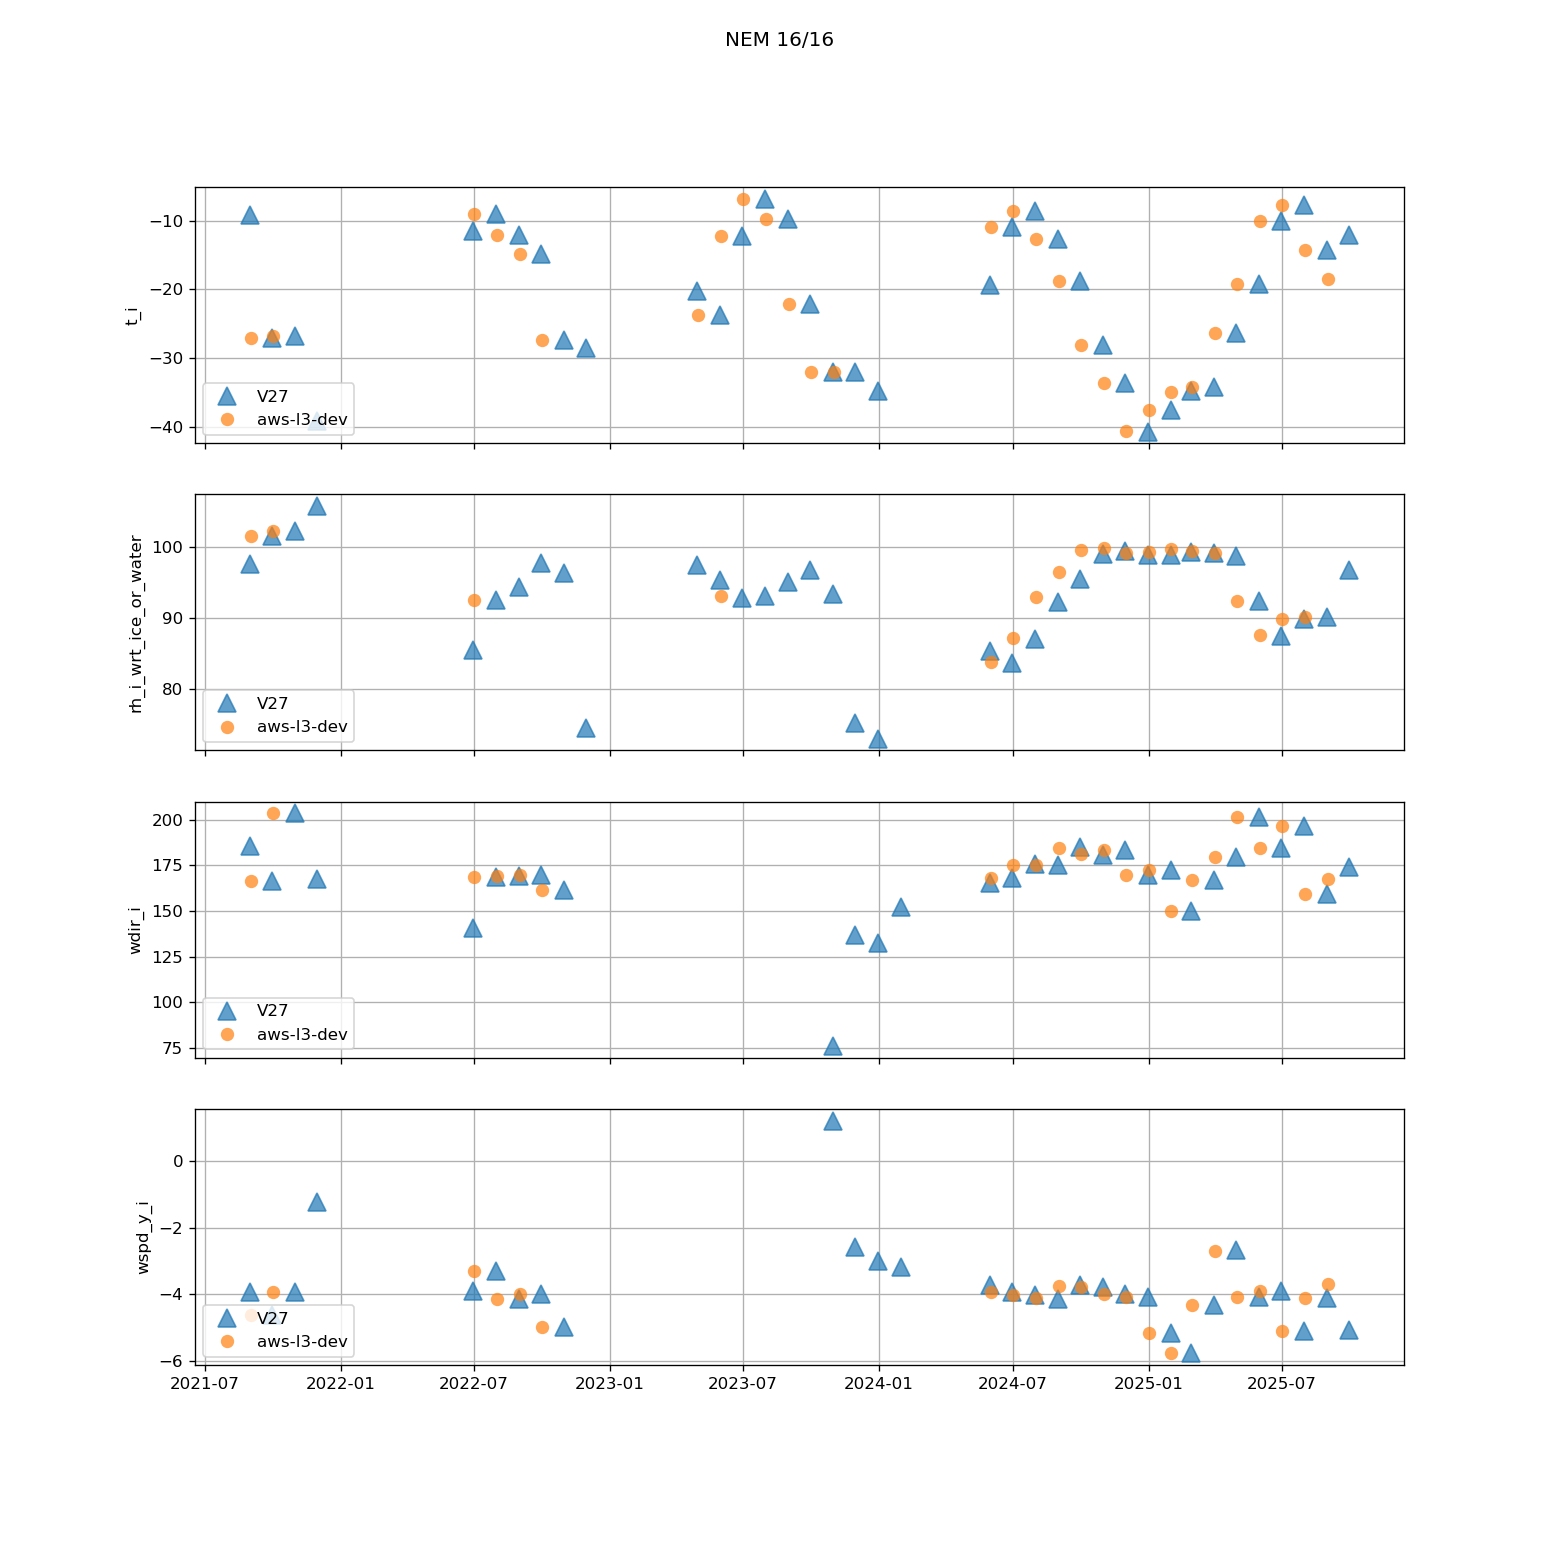 NEM 16/16
−10
−20
−30
−40
t_i
V27
aws-l3-dev
100
90
80
rh_i_wrt_ice_or_water
V27
aws-l3-dev
200
175
150
125
100
75
wdir_i
V27
aws-l3-dev
0
−2
−4
−6
wspd_y_i
V27
aws-l3-dev
2021-07
2022-01
2022-07
2023-01
2023-07
2024-01
2024-07
2025-01
2025-07